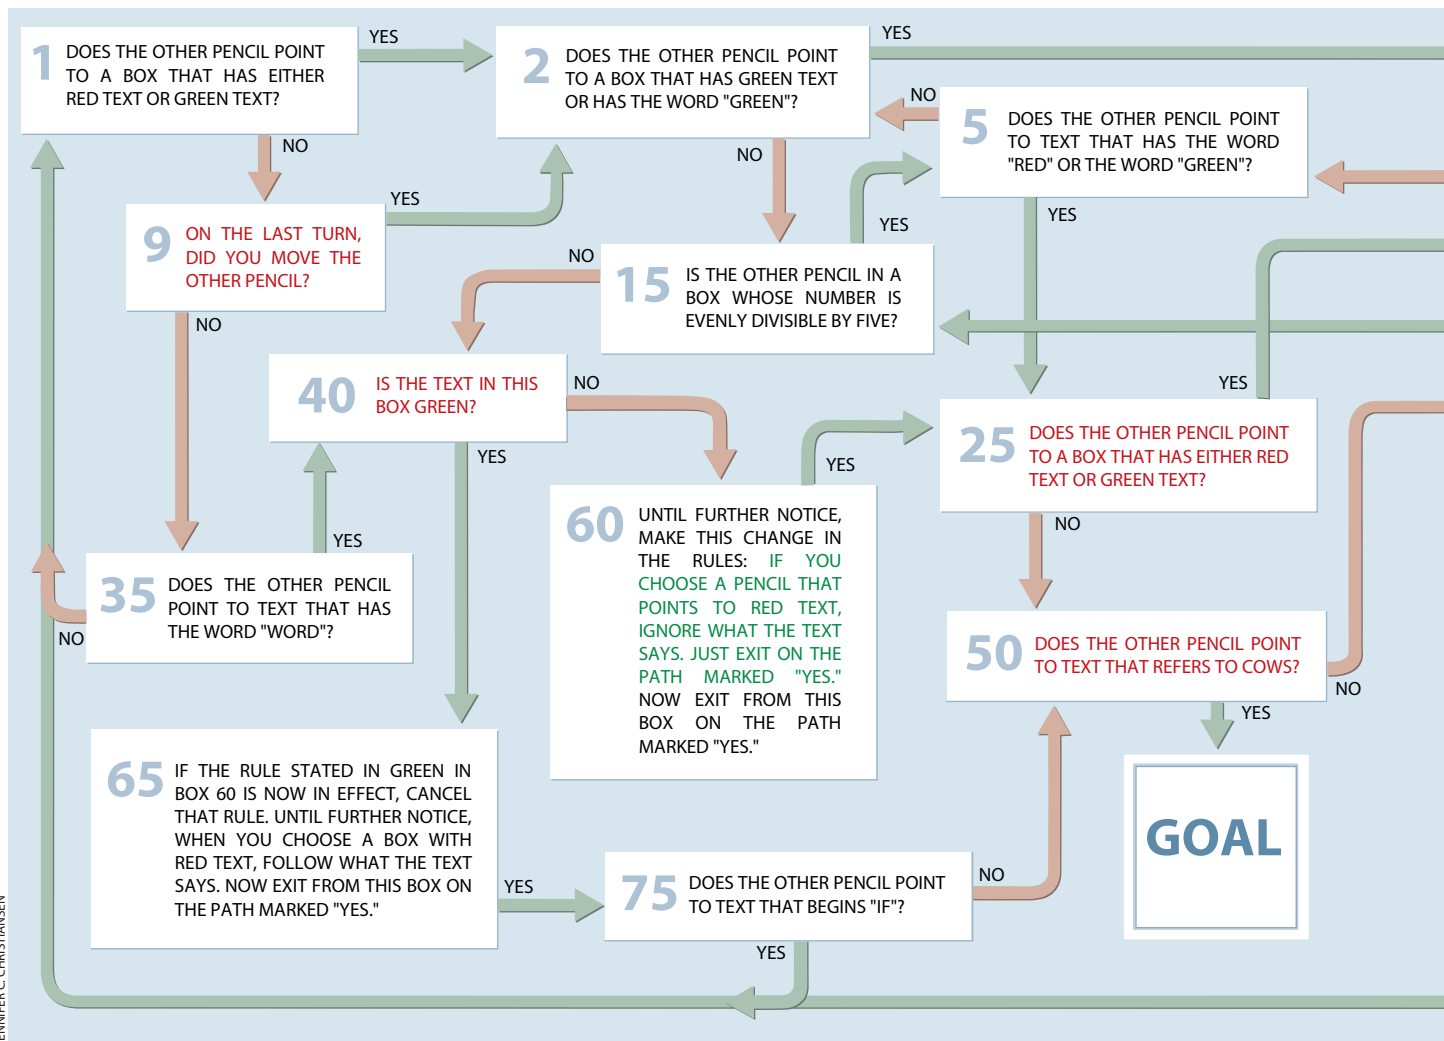 1
DOES THE OTHER PENCIL POINT
TO A BOX THAT HAS EITHER
RED TEXT OR GREEN TEXT?
YES
NO
2
DOES THE OTHER PENCIL POINT
TO A BOX THAT HAS GREEN TEXT
OR HAS THE WORD "GREEN"?
YES
NO
5
DOES THE OTHER PENCIL POINT
TO TEXT THAT HAS THE WORD
"RED" OR THE WORD "GREEN"?
NO
YES
9
ON THE LAST TURN,
DID YOU MOVE THE
OTHER PENCIL?
YES
NO
15
IS THE OTHER PENCIL IN A
BOX WHOSE NUMBER IS
EVENLY DIVISIBLE BY FIVE?
YES
NO
40
IS THE TEXT IN THIS
BOX GREEN?
NO
YES
25
DOES THE OTHER PENCIL POINT
TO A BOX THAT HAS EITHER RED
TEXT OR GREEN TEXT?
YES
NO
35
DOES THE OTHER PENCIL
POINT TO TEXT THAT HAS
THE WORD "WORD"?
YES
NO
60
UNTIL FURTHER NOTICE,
MAKE THIS CHANGE IN
THE RULES: IF YOU
CHOOSE A PENCIL THAT
POINTS TO RED TEXT,
IGNORE WHAT THE TEXT
SAYS. JUST EXIT ON THE
PATH MARKED "YES."
NOW EXIT FROM THIS
BOX ON THE PATH
MARKED "YES."
YES
50
DOES THE OTHER PENCIL POINT
TO TEXT THAT REFERS TO COWS?
NO
YES
65
IF THE RULE STATED IN GREEN IN
BOX 60 IS NOW IN EFFECT, CANCEL
THAT RULE. UNTIL FURTHER NOTICE,
WHEN YOU CHOOSE A BOX WITH
RED TEXT, FOLLOW WHAT THE TEXT
SAYS. NOW EXIT FROM THIS BOX ON
THE PATH MARKED "YES."
YES
75
DOES THE OTHER PENCIL POINT
TO TEXT THAT BEGINS "IF"?
NO
YES
GOAL
C. CHRISTIANSEN